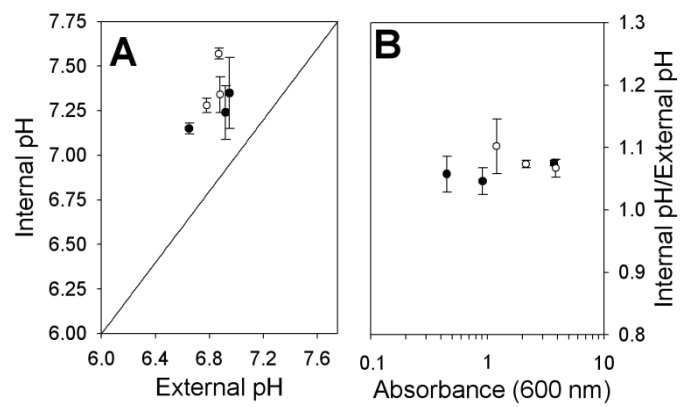 A
B
Internal pH
7.75
7.50
7.25
7.00
6.75
6.50
6.25
6.00
6.0 6.4 6.8 7.2 7.6
External pH
1.3
1.2
1.1
1.0
0.9
0.8
Internal pH/External pH
0.1 1 10
Absorbance (600 nm)